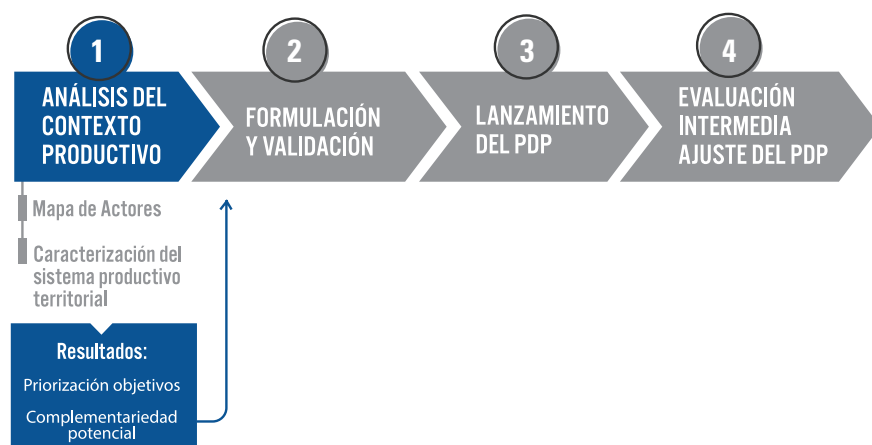 1
ANÁLISIS DEL
CONTEXTO
PRODUCTIVO
2
FORMULACIÓN
Y VALIDACIÓN
3
LANZAMIENTO
DEL PDP
4
EVALUACIÓN
INTERMEDIA
AJUSTE DEL PDP
Mapa de Actores
Caracterización del
sistema productivo
territorial
Resultados:
Priorización objetivos
Complementariedad
potencial